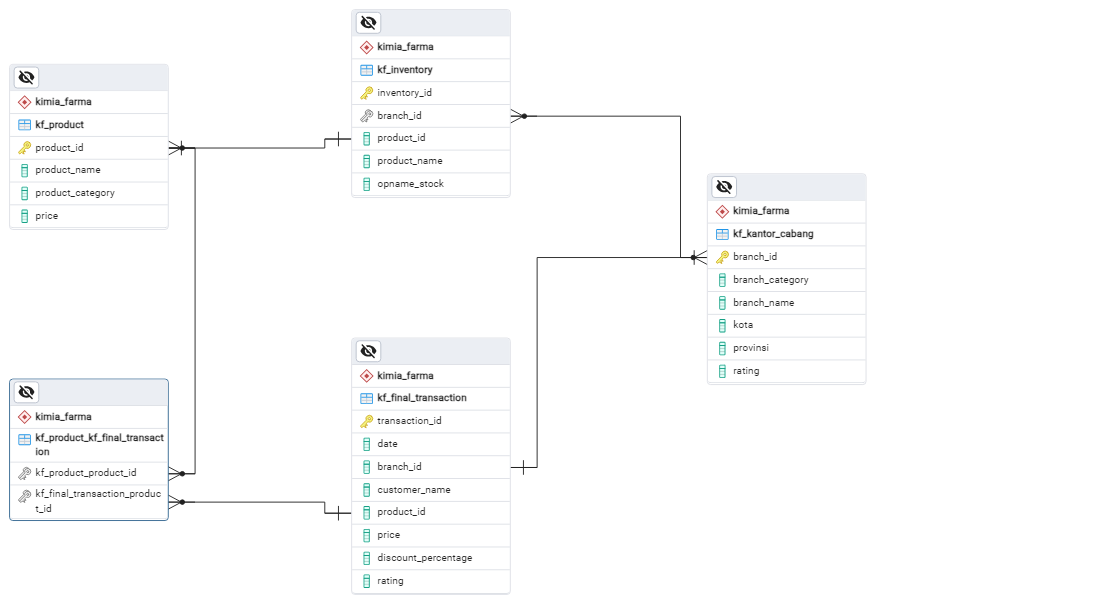 kimia_farma
kf_product
product_id
product_name
product_category
price
kimia_farma
kf_inventory
inventory_id
branch_id
product_id
product_name
opname_stock
kimia_farma
kf_kantor_cabang
branch_id
branch_category
branch_name
kota
provinsi
rating
kimia_farma
kf_product_kf_final_transact
ion
kf_product_product_id
kf_final_transaction_produc
t_id
kimia_farma
kf_final_transaction
transaction_id
date
branch_id
customer_name
product_id
price
discount_percentage
rating